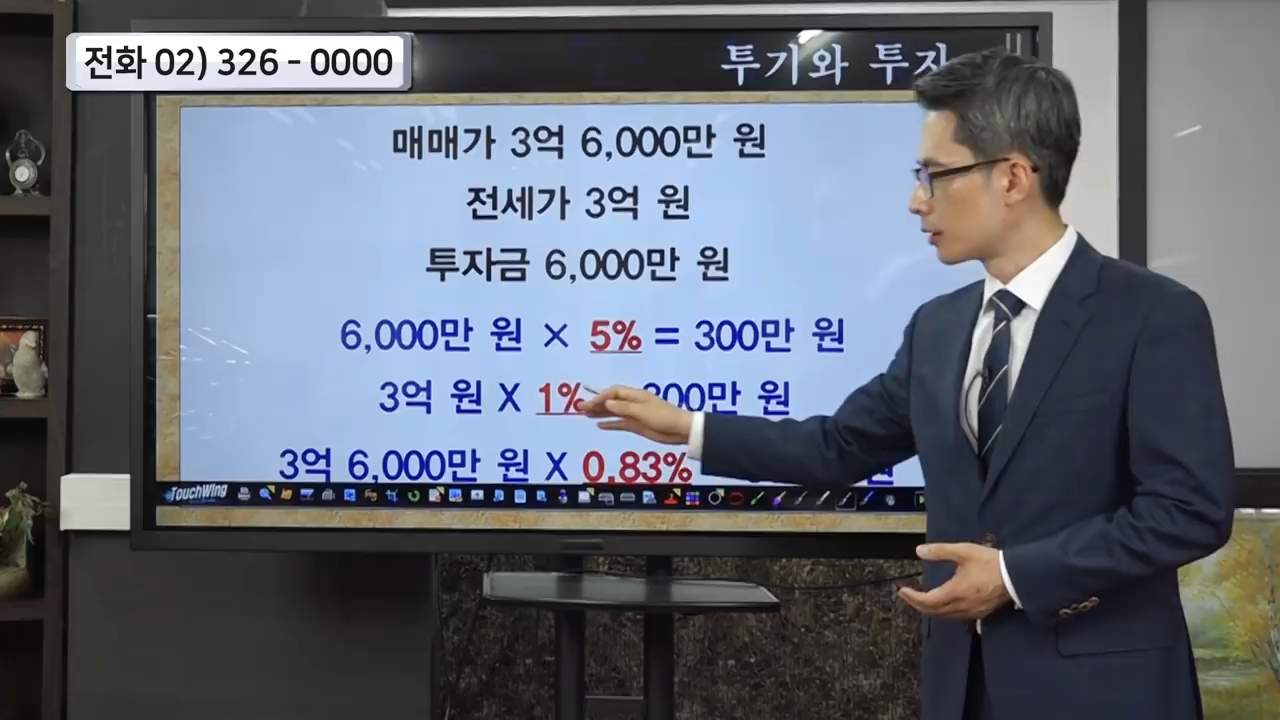 전화 02) 326 - 0000
투기와 투자
매매가 3억 6,000만 원
전세가 3억 원
투자금 6,000만 원
6,000만 원 × 5% = 300만 원
3억 원 X 1% 300만 원
3억 6,000만 원 X 0.83% 원
TouchWing